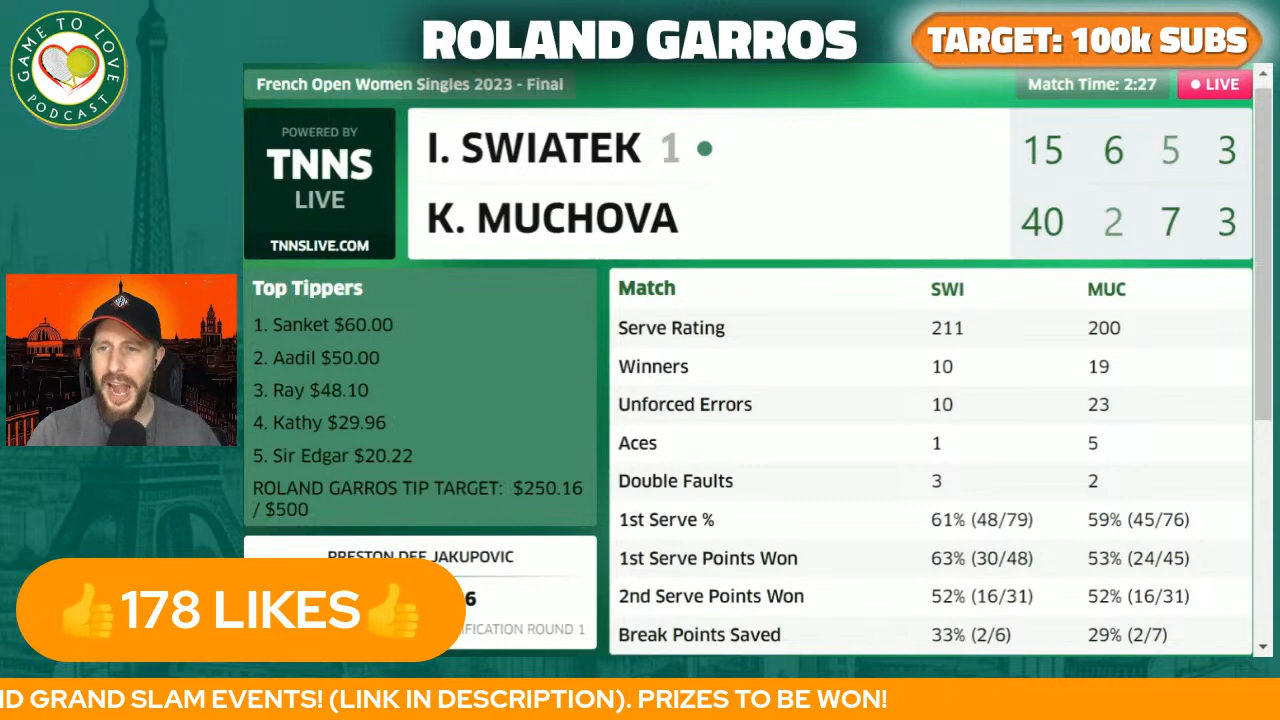 GAME TO LOVE
PODCAST
ROLAND GARROS
TARGET: 100k SUBS
French Open Women Singles 2023 - Final
Match Time: 2:27
● LIVE
POWERED BY
TNNS
LIVE
TNNSLIVE.COM
I. SWIATEK 1 ● 15 6 5 3
K. MUCHOVA 40 2 7 3
Top Tippers
1. Sanket $60.00
2. Aadil $50.00
3. Ray $48.10
4. Kathy $29.96
5. Sir Edgar $20.22
ROLAND GARROS TIP TARGET: $250.16
/ $500
Match SWI MUC
Serve Rating 211 200
Winners 10 19
Unforced Errors 10 23
Aces 1 5
Double Faults 3 2
1st Serve % 61% (48/79) 59% (45/76)
1st Serve Points Won 63% (30/48) 53% (24/45)
2nd Serve Points Won 52% (16/31) 52% (16/31)
Break Points Saved 33% (2/6) 29% (2/7)
PRESTON DEE JAKUPOVIC
6
IFICATION ROUND 1
👍178 LIKES👍
ND GRAND SLAM EVENTS! (LINK IN DESCRIPTION). PRIZES TO BE WON!